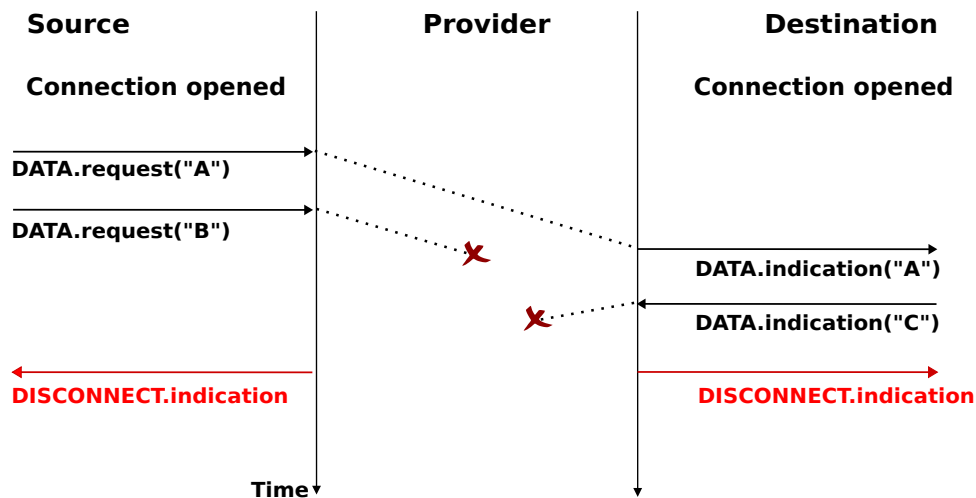 Source
Provider
Destination
Connection opened
Connection opened
DATA.request("A")
DATA.request("B")
DATA.indication("A")
DATA.indication("C")
DISCONNECT.indication
DISCONNECT.indication
Time